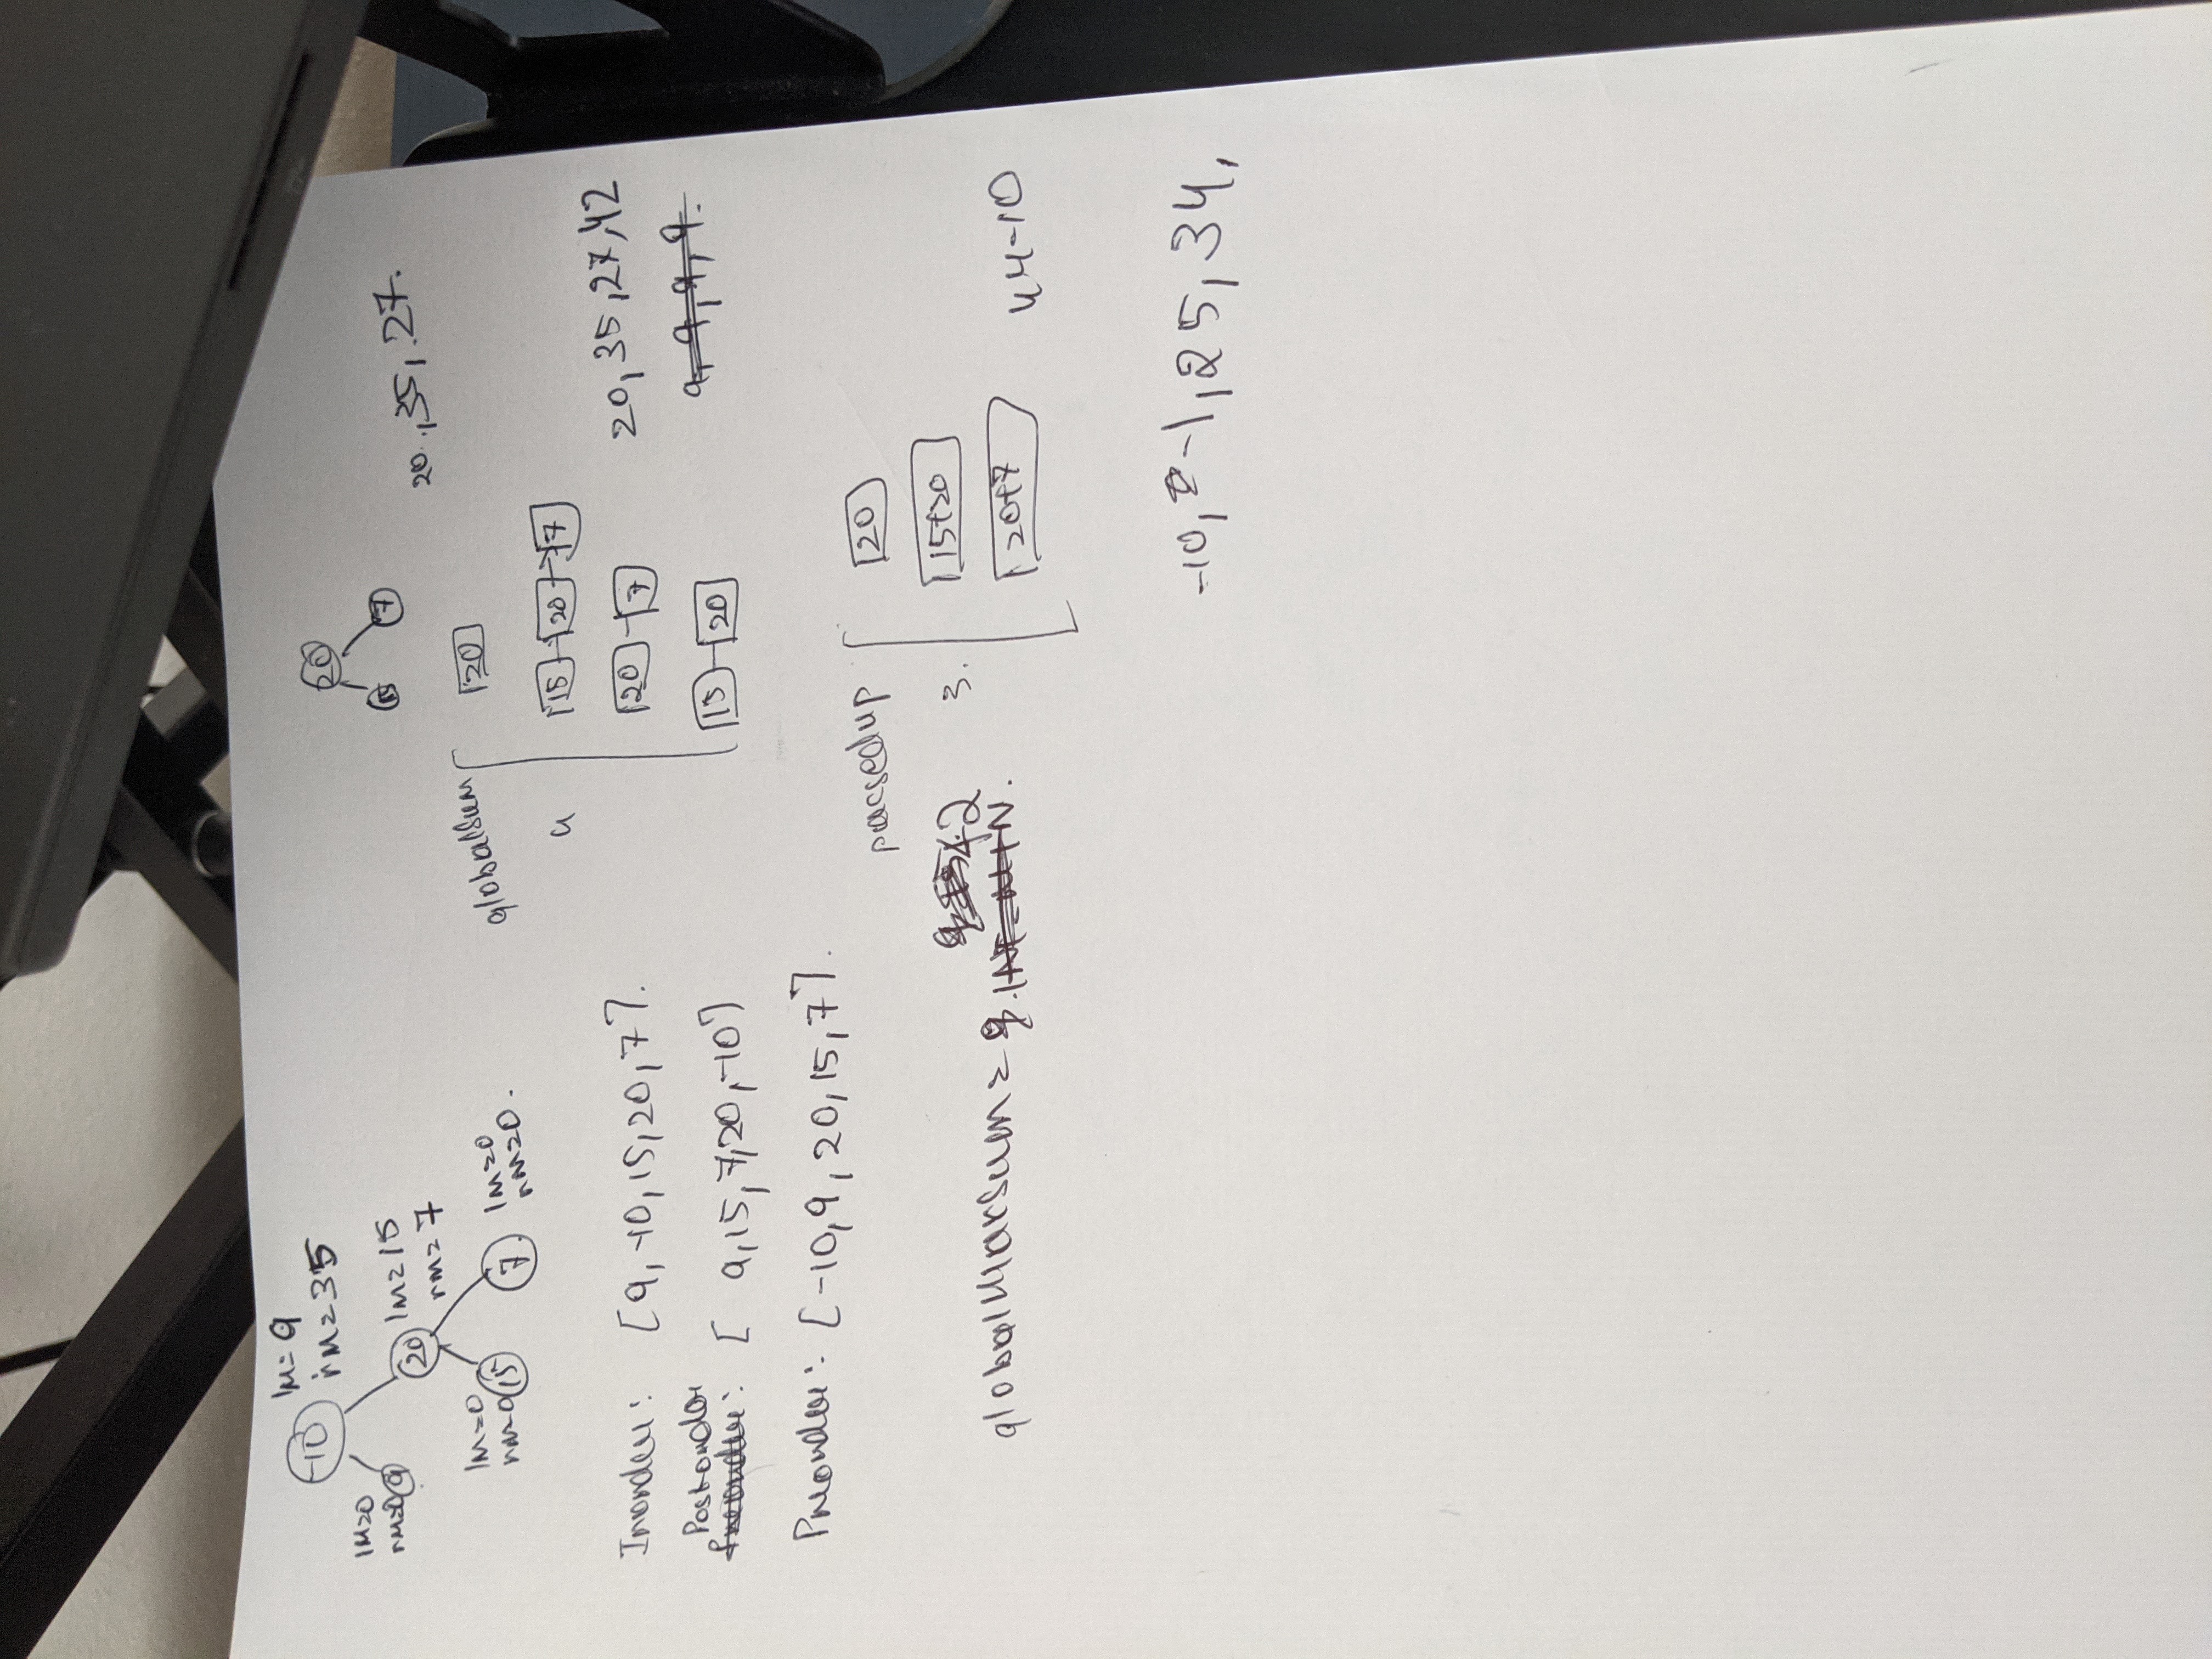 -10 lM=9
rM=35
lM=0
rM=0 9
20 lM=15
rM=7
lM=0
rM=0 15
7 lM=0
rM=0.
Inorder: [9,-10,15,20,7].
Postorder
Preorder: [9,15,7,20,-10]
Preorder: [-10,9,20,15,7].
20
15 7
20,35,27.
globalSum 20
4 15 20 7
20 7
15 20
20,35,27,42
9,9,9,9.
passedup 20
3. 15+20
20+7
44-10
42
globalMaxSum = 9. INT_MIN.
-10, -1,25,34,